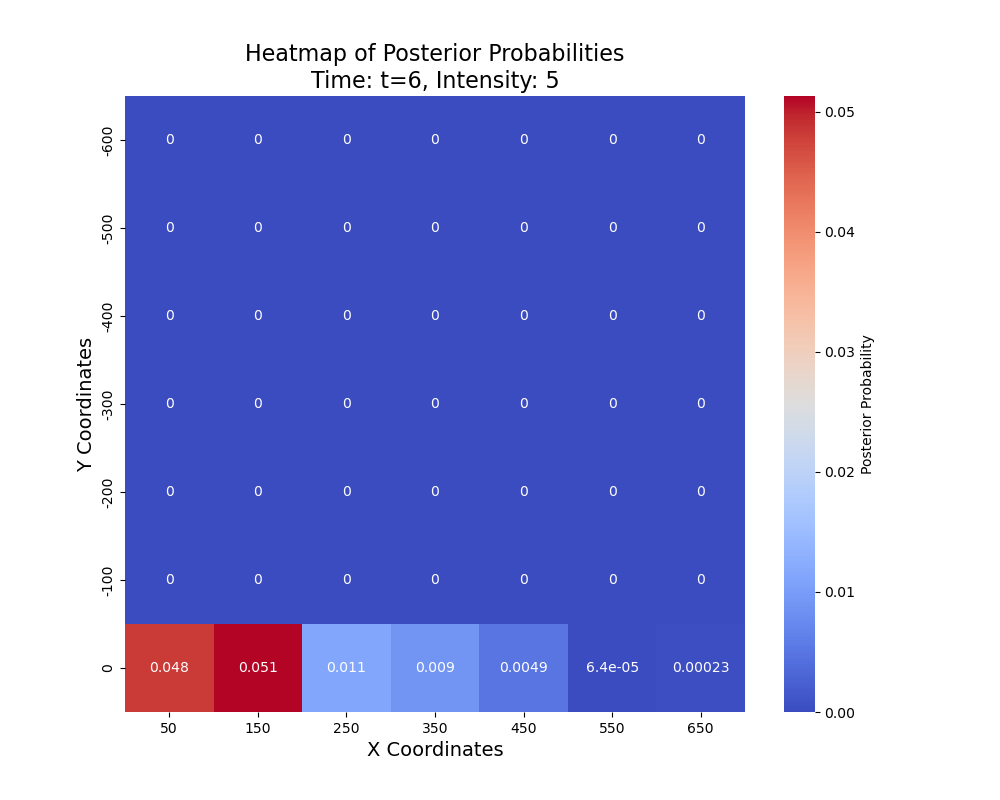 Heatmap of Posterior Probabilities
Time: t=6, Intensity: 5
Y Coordinates
-600 0 0 0 0 0 0 0
-500 0 0 0 0 0 0 0
-400 0 0 0 0 0 0 0
-300 0 0 0 0 0 0 0
-200 0 0 0 0 0 0 0
-100 0 0 0 0 0 0 0
0 0.048 0.051 0.011 0.009 0.0049 6.4e-05 0.00023
50 150 250 350 450 550 650
X Coordinates
0.05
0.04
0.03
0.02
0.01
0.00
Posterior Probability